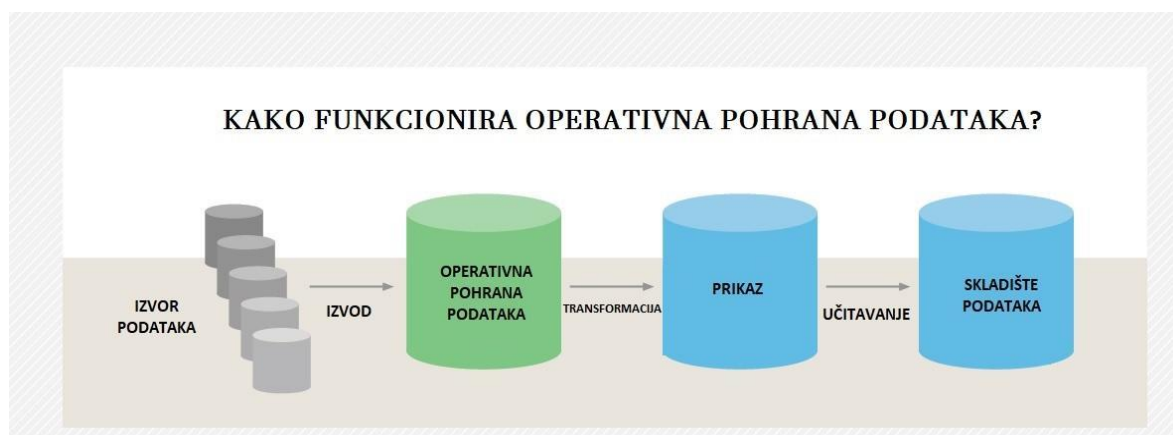 KAKO FUNKCIONIRA OPERATIVNA POHRANA PODATAKA?
IZVOR
PODATAKA
IZVOD
OPERATIVNA
POHRANA
PODATAKA
TRANSFORMACIJA
PRIKAZ
UČITAVANJE
SKLADIŠTE
PODATAKA